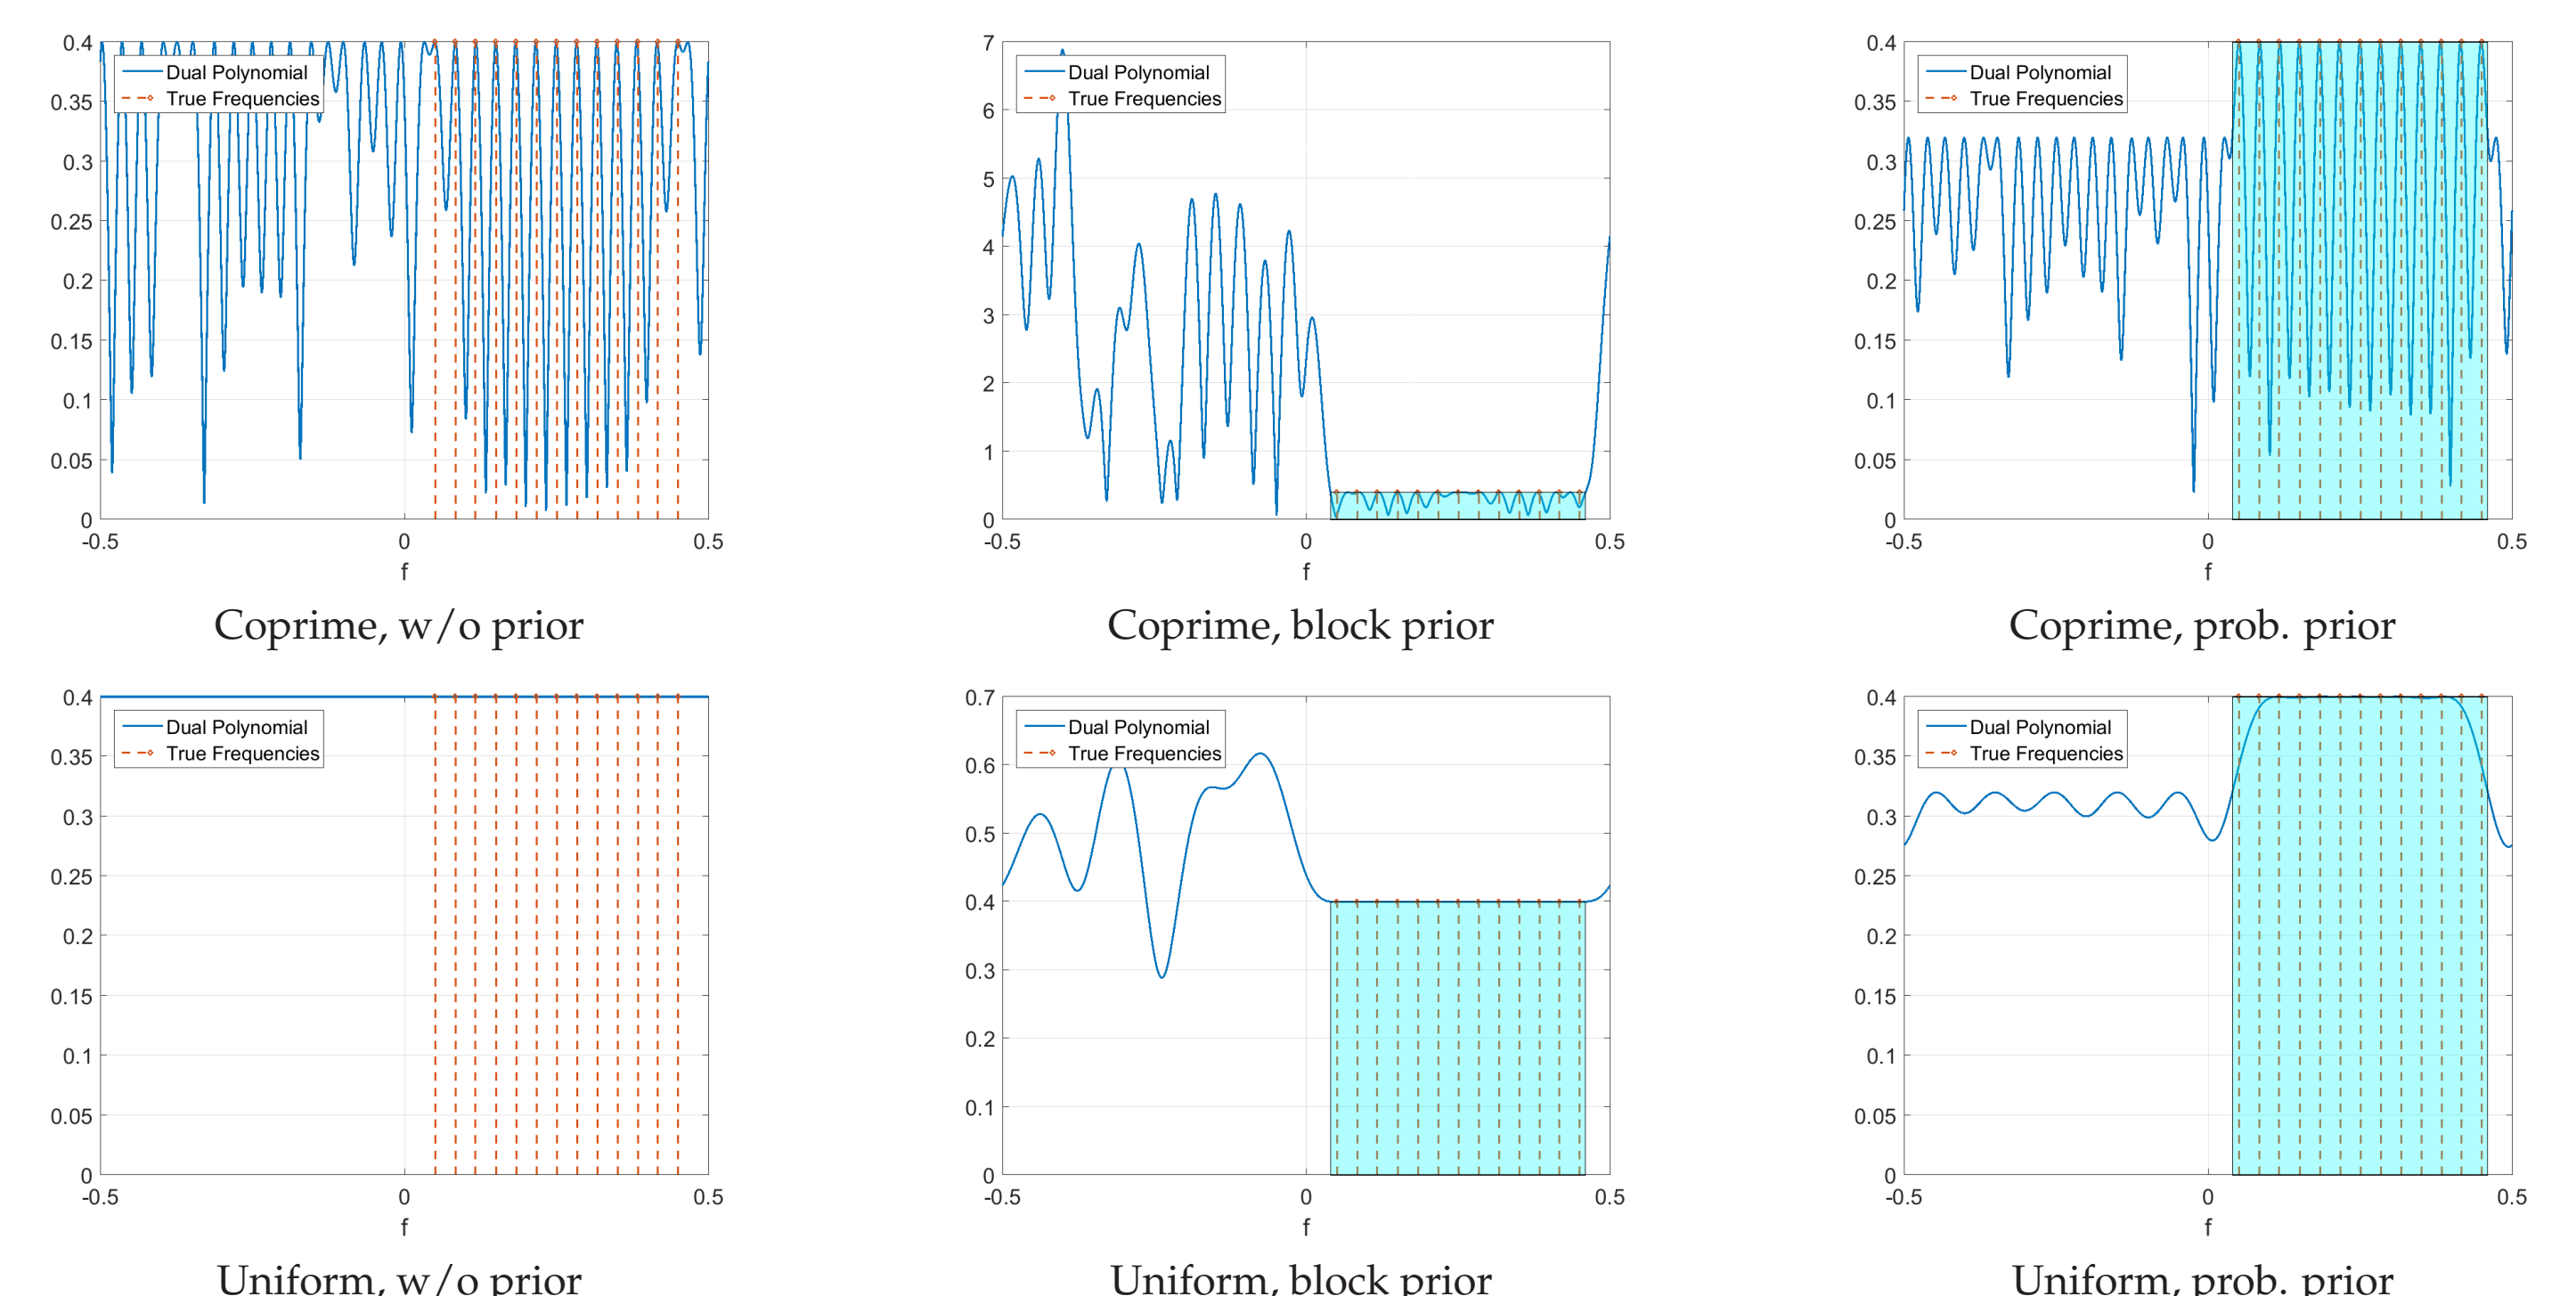 0.4
0.35
0.3
0.25
0.2
0.15
0.1
0.05
0
-0.5
0
0.5
f
Dual Polynomial
True Frequencies
Coprime, w/o prior
7
6
5
4
3
2
1
0
-0.5
0
0.5
f
Dual Polynomial
True Frequencies
Coprime, block prior
0.4
0.35
0.3
0.25
0.2
0.15
0.1
0.05
0
-0.5
0
0.5
f
Dual Polynomial
True Frequencies
Coprime, prob. prior
0.4
0.35
0.3
0.25
0.2
0.15
0.1
0.05
0
-0.5
0
0.5
f
Dual Polynomial
True Frequencies
Uniform, w/o prior
0.7
0.6
0.5
0.4
0.3
0.2
0.1
0
-0.5
0
0.5
f
Dual Polynomial
True Frequencies
Uniform, block prior
0.4
0.35
0.3
0.25
0.2
0.15
0.1
0.05
0
-0.5
0
0.5
f
Dual Polynomial
True Frequencies
Uniform, prob. prior